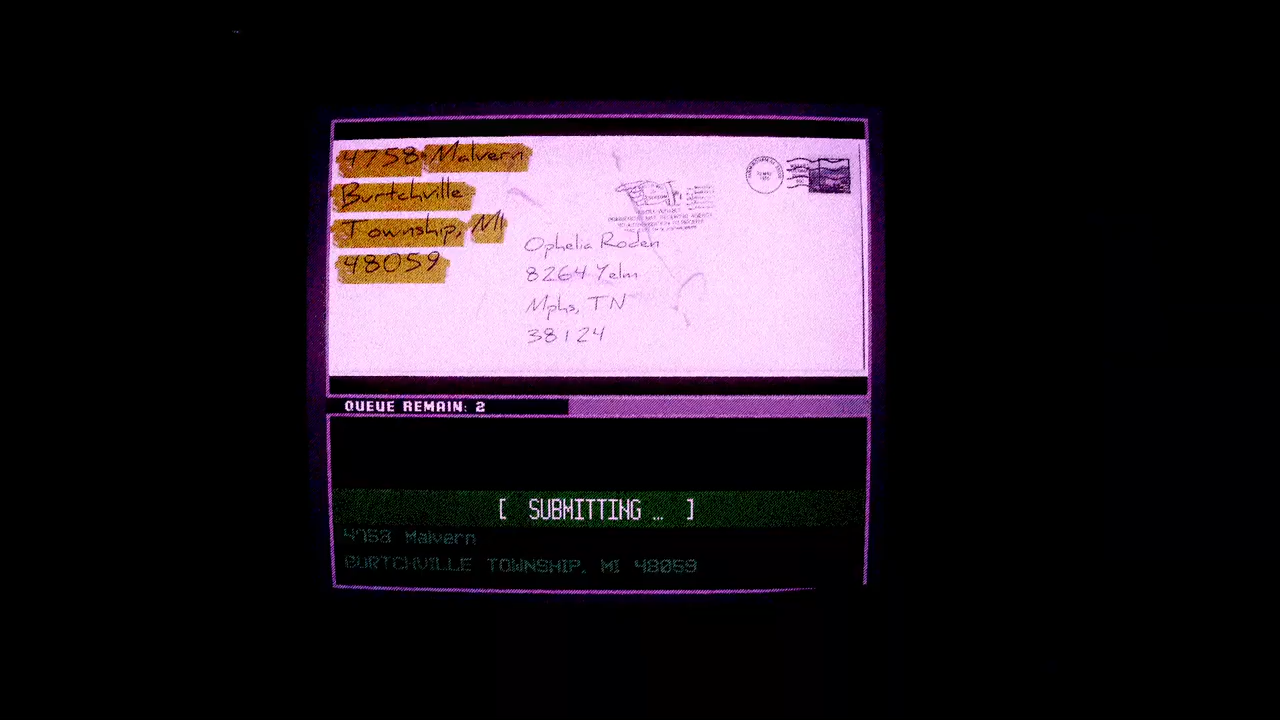 4758 Malvern
Burtchville
Township, MI
48059
Ophelia Roden
8264 Yelm
Mphs, TN
38124
QUEUE REMAIN: 2
[ SUBMITTING … ]
4758 Malvern
BURTCHVILLE TOWNSHIP, MI 48059